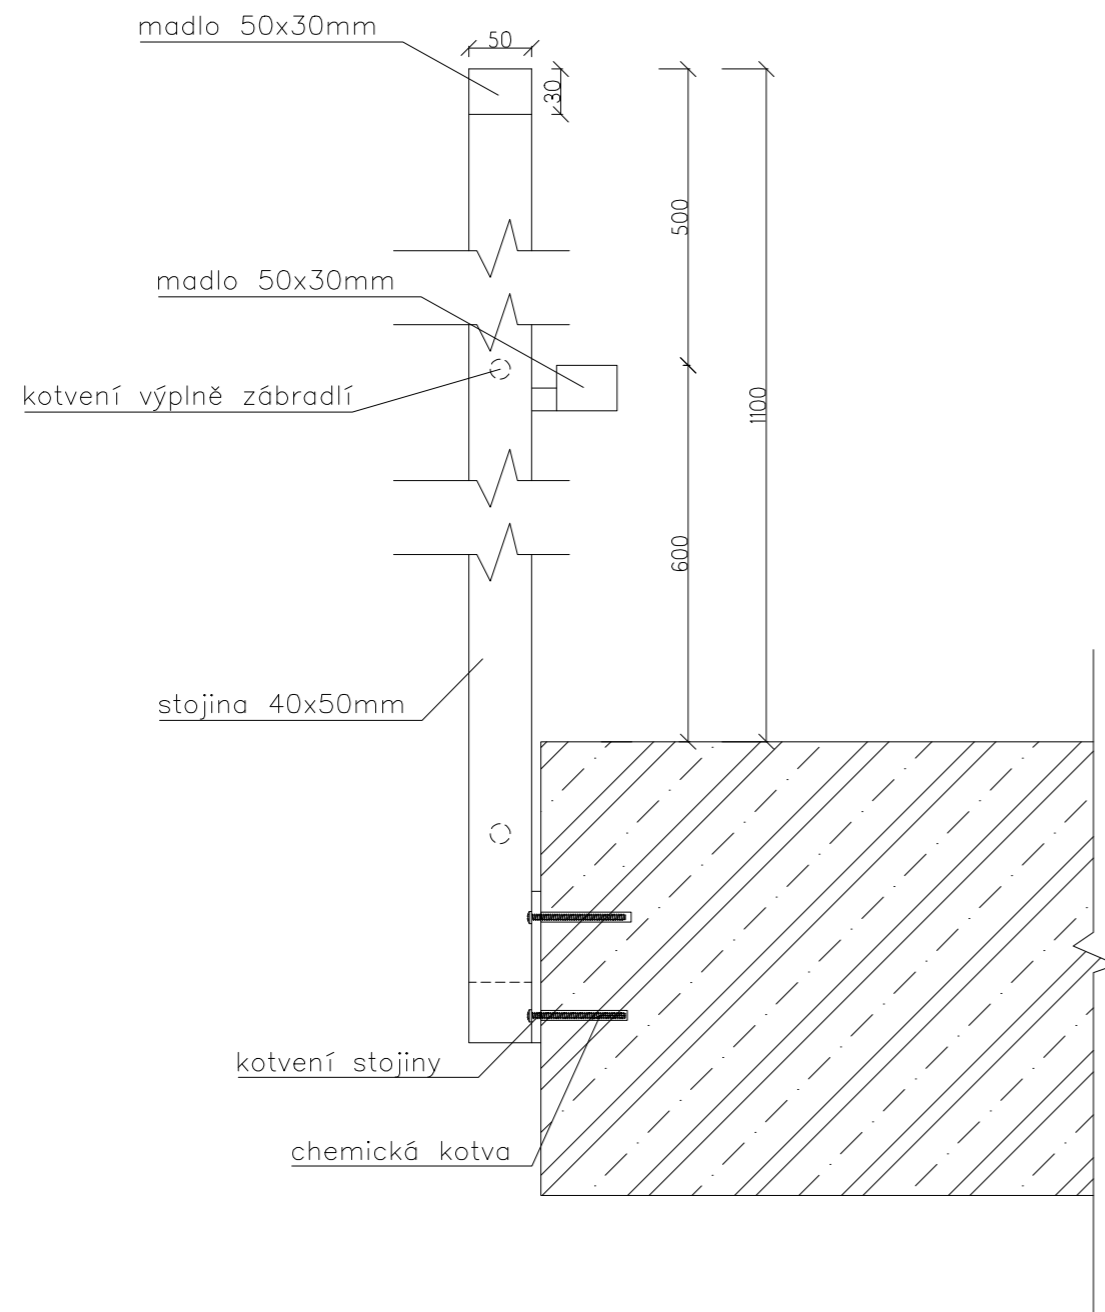 madlo 50x30mm
50
30
500
madlo 50x30mm
kotvení výplně zábradlí
1100
600
stojina 40x50mm
kotvení stojiny
chemická kotva